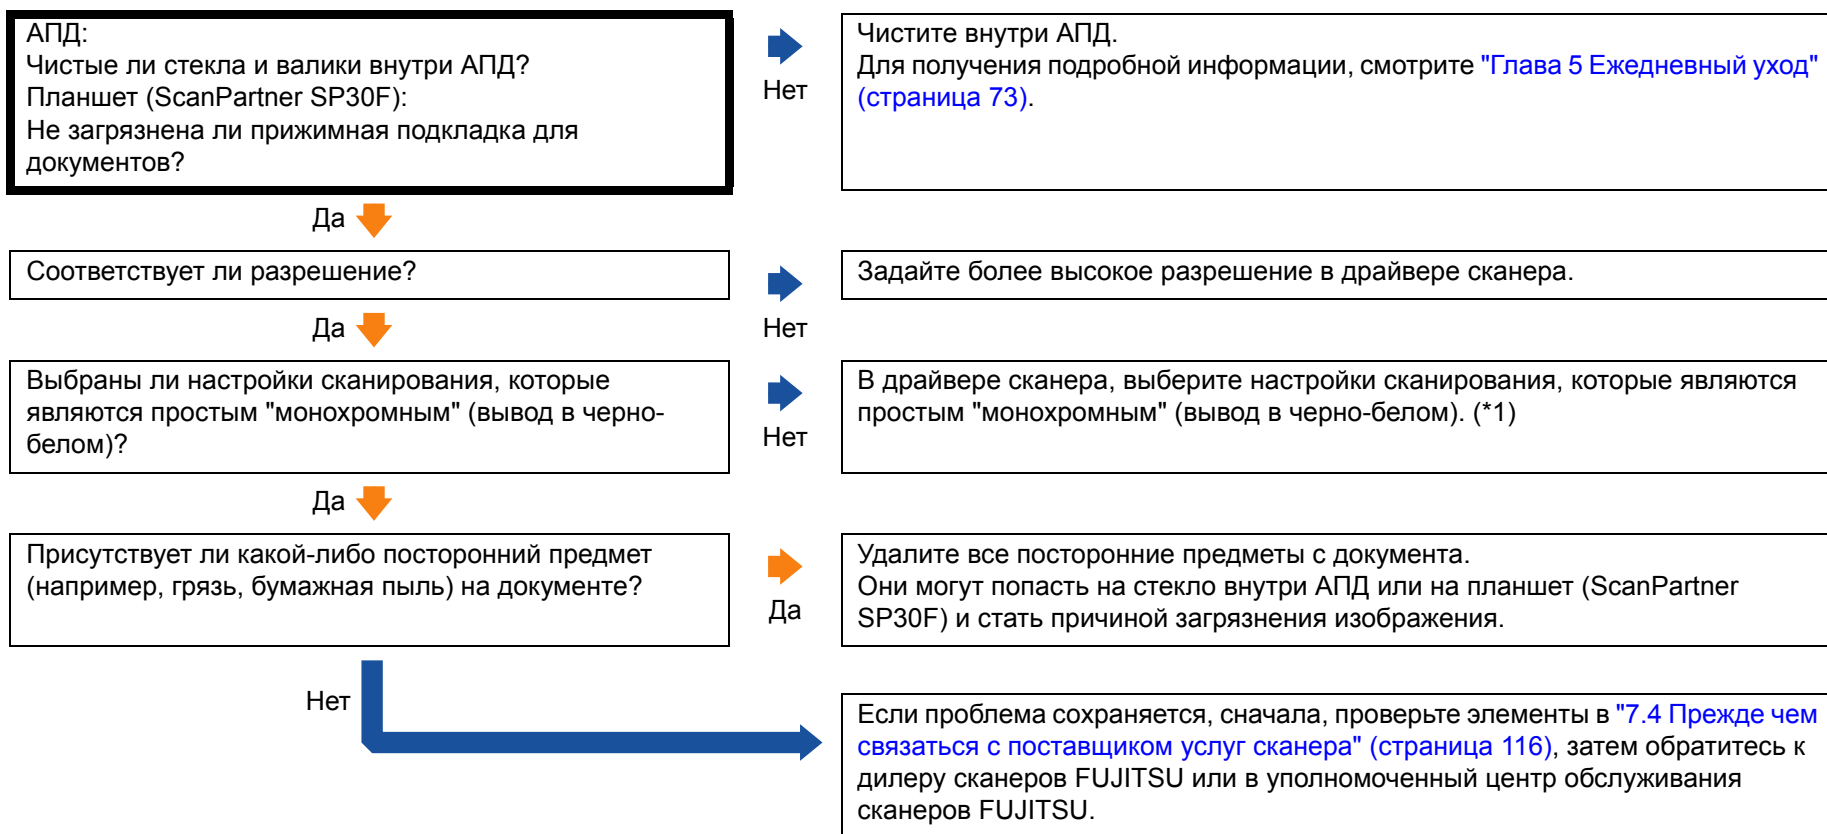 АПД:
Чистые ли стекла и валики внутри АПД?
Планшет (ScanPartner SP30F):
Не загрязнена ли прижимная подкладка для
документов?
Нет
Чистите внутри АПД.
Для получения подробной информации, смотрите "Глава 5 Ежедневный уход"
(страница 73).
Да
Соответствует ли разрешение?
Нет
Задайте более высокое разрешение в драйвере сканера.
Да
Выбраны ли настройки сканирования, которые
являются простым "монохромным" (вывод в черно-
белом)?
Нет
В драйвере сканера, выберите настройки сканирования, которые являются
простым "монохромным" (вывод в черно-белом). (*1)
Да
Присутствует ли какой-либо посторонний предмет
(например, грязь, бумажная пыль) на документе?
Да
Удалите все посторонние предметы с документа.
Они могут попасть на стекло внутри АПД или на планшет (ScanPartner
SP30F) и стать причиной загрязнения изображения.
Нет
Если проблема сохраняется, сначала, проверьте элементы в "7.4 Прежде чем
связаться с поставщиком услуг сканера" (страница 116), затем обратитесь к
дилеру сканеров FUJITSU или в уполномоченный центр обслуживания
сканеров FUJITSU.